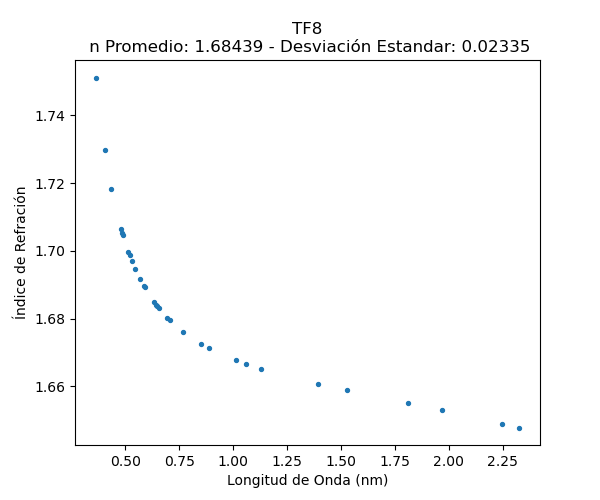 TF8
n Promedio: 1.68439 - Desviación Estandar: 0.02335
1.74
1.72
1.70
1.68
1.66
Índice de Refración
0.50 0.75 1.00 1.25 1.50 1.75 2.00 2.25
Longitud de Onda (nm)